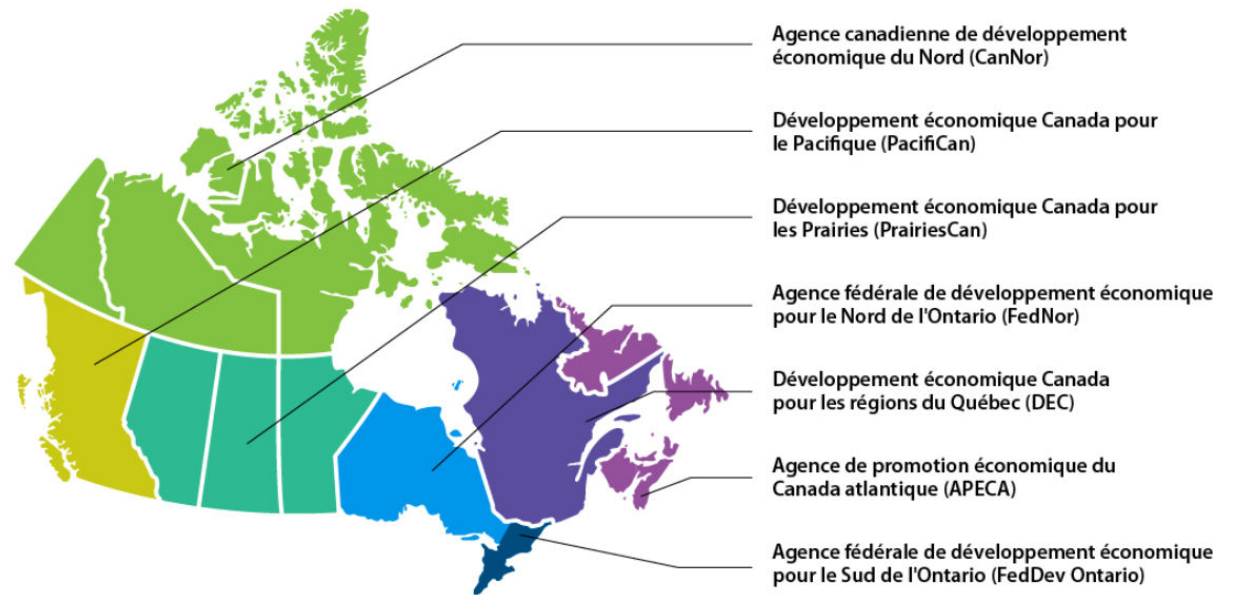 Agence canadienne de développement
économique du Nord (CanNor)
Développement économique Canada pour
le Pacifique (PacifiCan)
Développement économique Canada pour
les Prairies (PrairiesCan)
Agence fédérale de développement économique
pour le Nord de l'Ontario (FedNor)
Développement économique Canada
pour les régions du Québec (DEC)
Agence de promotion économique du
Canada atlantique (APECA)
Agence fédérale de développement économique
pour le Sud de l'Ontario (FedDev Ontario)